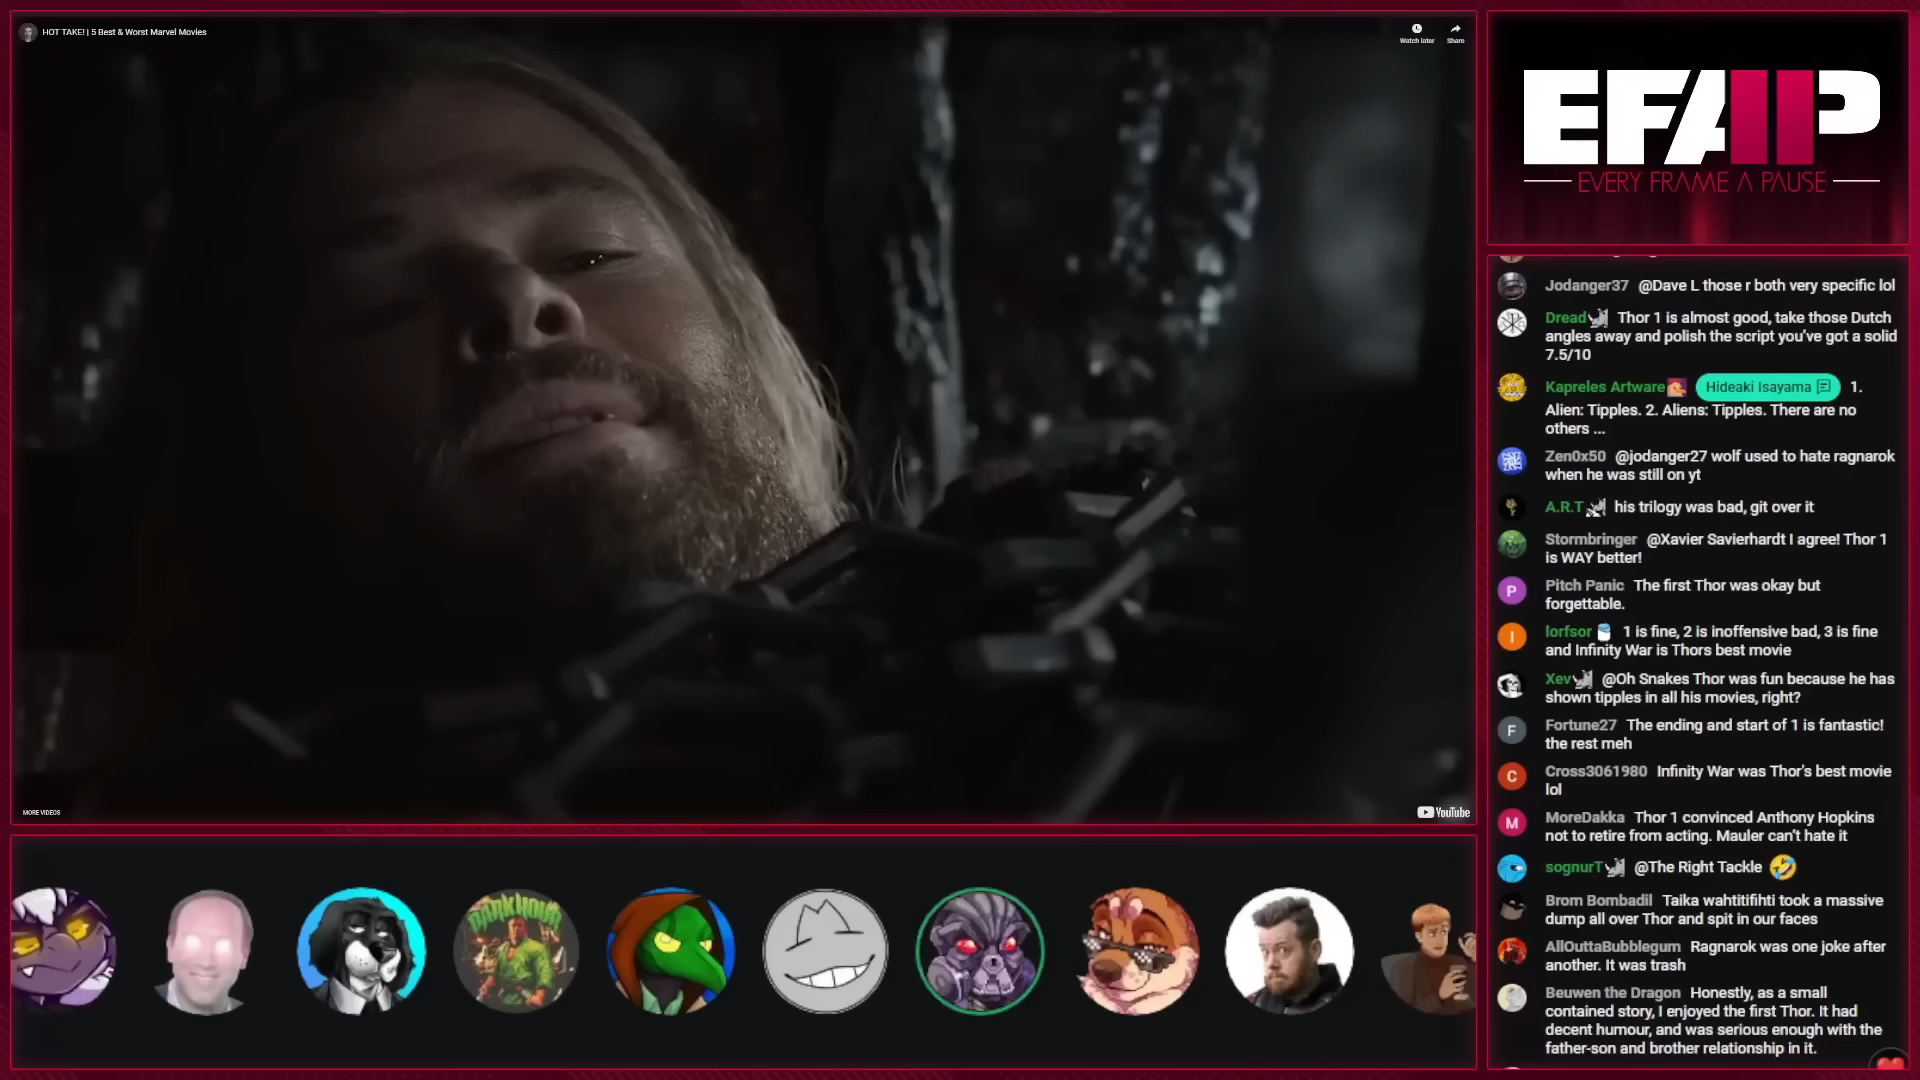 HOT TAKE! | 5 Best & Worst Marvel Movies
Watch later
Share
MORE VIDEOS
YouTube
EFAP
EVERY FRAME A PAUSE
Jodanger37 @Dave L those r both very specific lol
Dread Thor 1 is almost good, take those Dutch
angles away and polish the script you've got a solid
7.5/10
Kapreles Artware Hideaki Isayama 1.
Alien: Tipples. 2. Aliens: Tipples. There are no
others ...
Zen0x50 @jodanger27 wolf used to hate ragnarok
when he was still on yt
A.R.T his trilogy was bad, git over it
Stormbringer @Xavier Savierhardt I agree! Thor 1
is WAY better!
P
Pitch Panic The first Thor was okay but
forgettable.
I
lorfsor 1 is fine, 2 is inoffensive bad, 3 is fine
and Infinity War is Thors best movie
Xev @Oh Snakes Thor was fun because he has
shown tipples in all his movies, right?
F
Fortune27 The ending and start of 1 is fantastic!
the rest meh
C
Cross3061980 Infinity War was Thor's best movie
lol
M
MoreDakka Thor 1 convinced Anthony Hopkins
not to retire from acting. Mauler can't hate it
sognurT @The Right Tackle 🤣
Brom Bombadil Taika wahtitifihti took a massive
dump all over Thor and spit in our faces
AllOuttaBubblegum Ragnarok was one joke after
another. It was trash
Beuwen the Dragon Honestly, as a small
contained story, I enjoyed the first Thor. It had
decent humour, and was serious enough with the
father-son and brother relationship in it.
DARK HOUR